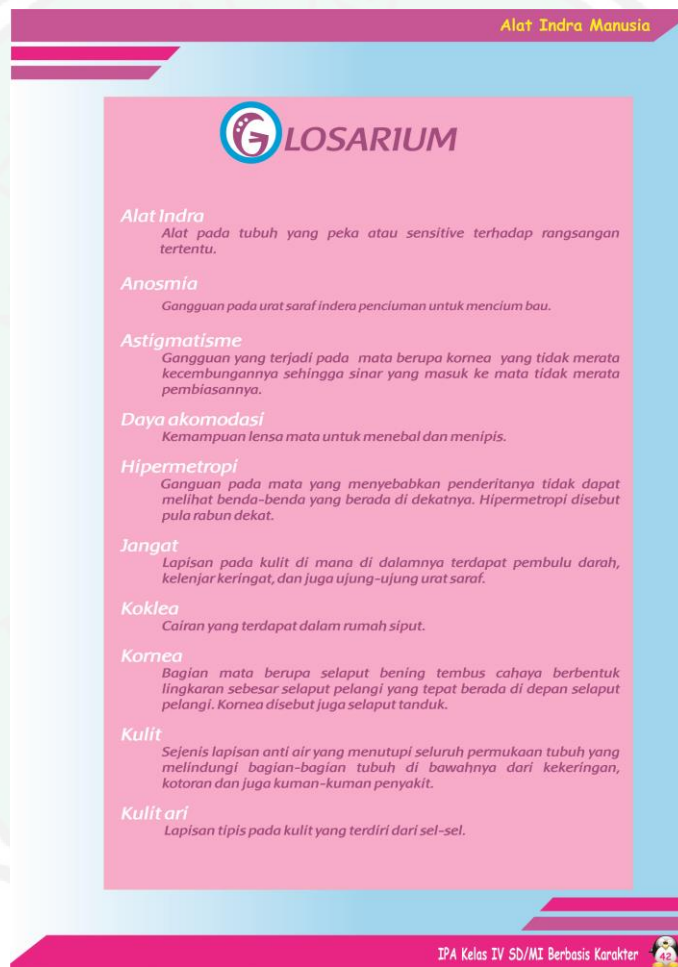 Alat Indra Manusia
GLOSARIUM
Alat Indra
Alat pada tubuh yang peka atau sensitive terhadap rangsangan
tertentu.
Anosmia
Gangguan pada urat saraf indera penciuman untuk mencium bau.
Astigmatisme
Gangguan yang terjadi pada mata berupa kornea yang tidak merata
kecembungannya sehingga sinar yang masuk ke mata tidak merata
pembiasannya.
Daya akomodasi
Kemampuan lensa mata untuk menebal dan menipis.
Hipermetropi
Ganguan pada mata yang menyebabkan penderitanya tidak dapat
melihat benda-benda yang berada di dekatnya. Hipermetropi disebut
pula rabun dekat.
Jangat
Lapisan pada kulit di mana di dalamnya terdapat pembulu darah,
kelenjar keringat, dan juga ujung-ujung urat saraf.
Koklea
Cairan yang terdapat dalam rumah siput.
Kornea
Bagian mata berupa selaput bening tembus cahaya berbentuk
lingkaran sebesar selaput pelangi yang tepat berada di depan selaput
pelangi. Kornea disebut juga selaput tanduk.
Kulit
Sejenis lapisan anti air yang menutupi seluruh permukaan tubuh yang
melindungi bagian-bagian tubuh di bawahnya dari kekeringan,
kotoran dan juga kuman-kuman penyakit.
Kulit ari
Lapisan tipis pada kulit yang terdiri dari sel-sel.
IPA Kelas IV SD/MI Berbasis Karakter 42